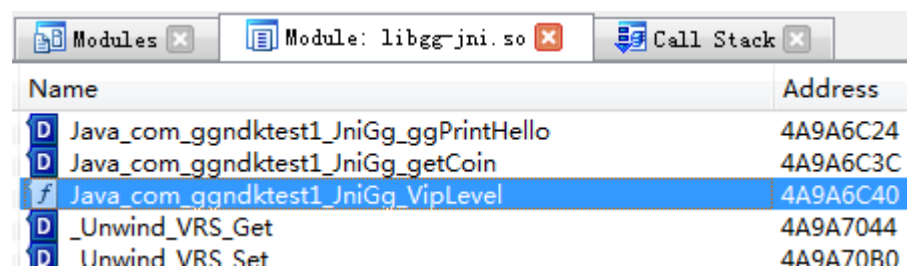 Modules Module: libgg-jni.so Call Stack
Name Address
D Java_com_ggndktest1_JniGg_ggPrintHello 4A9A6C24
D Java_com_ggndktest1_JniGg_getCoin 4A9A6C3C
f Java_com_ggndktest1_JniGg_VipLevel 4A9A6C40
D _Unwind_VRS_Get 4A9A7044
D _Unwind_VRS_Set 4A9A70B0